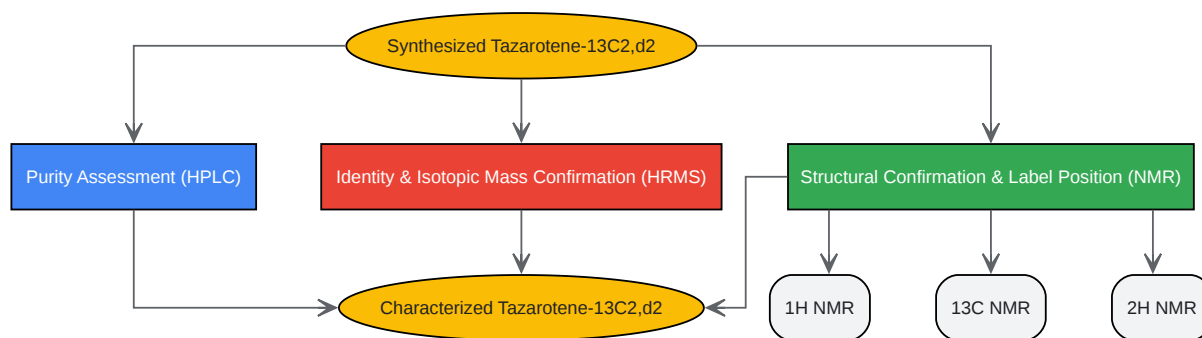 Synthesized Tazarotene-13C2,d2
Purity Assessment (HPLC)
Identity & Isotopic Mass Confirmation (HRMS)
Structural Confirmation & Label Position (NMR)
Characterized Tazarotene-13C2,d2
1H NMR
13C NMR
2H NMR